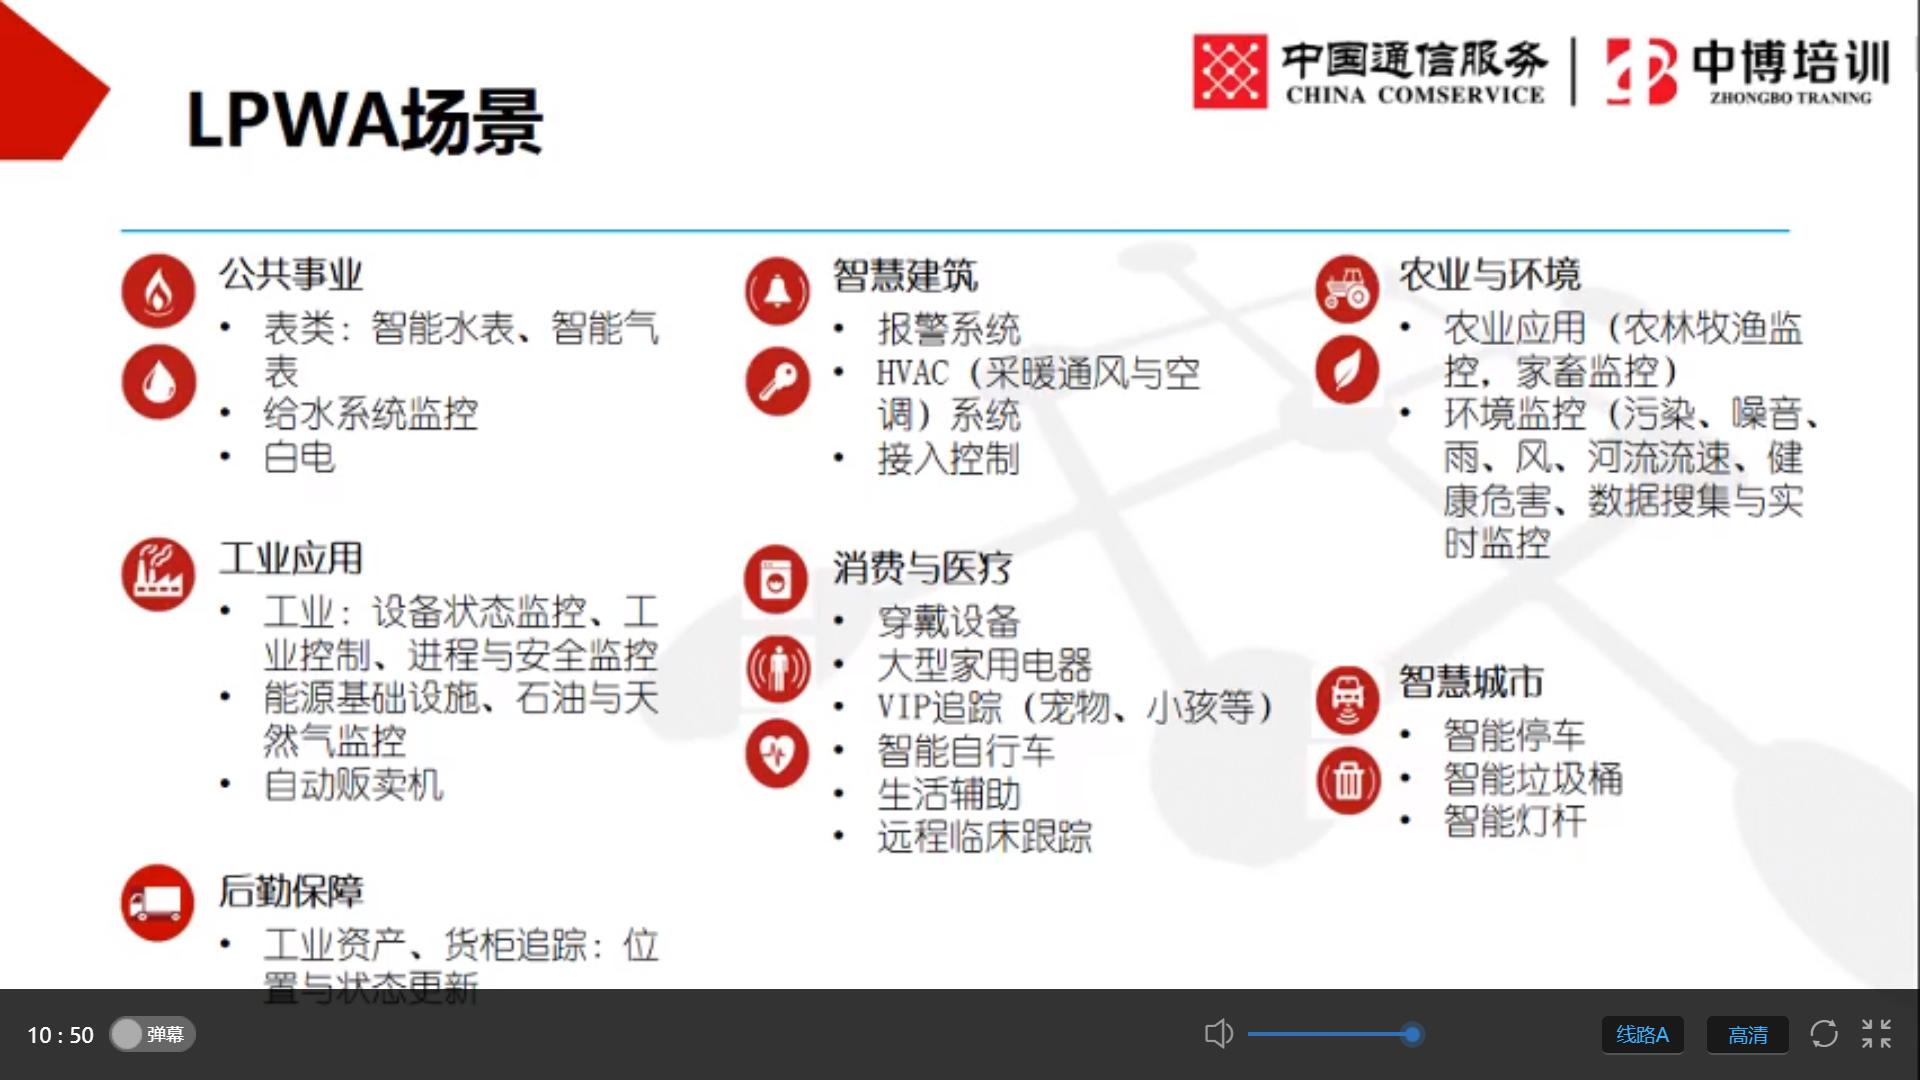 中国通信服务
CHINA COMSERVICE
中博培训
ZHONGBO TRANING
LPWA场景
公共事业
• 表类：智能水表、智能气
表
• 给水系统监控
• 白电
工业应用
• 工业：设备状态监控、工
业控制、进程与安全监控
• 能源基础设施、石油与天
然气监控
• 自动贩卖机
后勤保障
• 工业资产、货柜追踪：位
置与状态更新
智慧建筑
• 报警系统
• HVAC（采暖通风与空
调）系统
• 接入控制
消费与医疗
• 穿戴设备
• 大型家用电器
• VIP追踪（宠物、小孩等）
• 智能自行车
• 生活辅助
• 远程临床跟踪
农业与环境
• 农业应用（农林牧渔监
控，家畜监控）
• 环境监控（污染、噪音、
雨、风、河流流速、健
康危害、数据搜集与实
时监控
智慧城市
• 智能停车
• 智能垃圾桶
• 智能灯杆
10 : 50
弹幕
线路A
高清